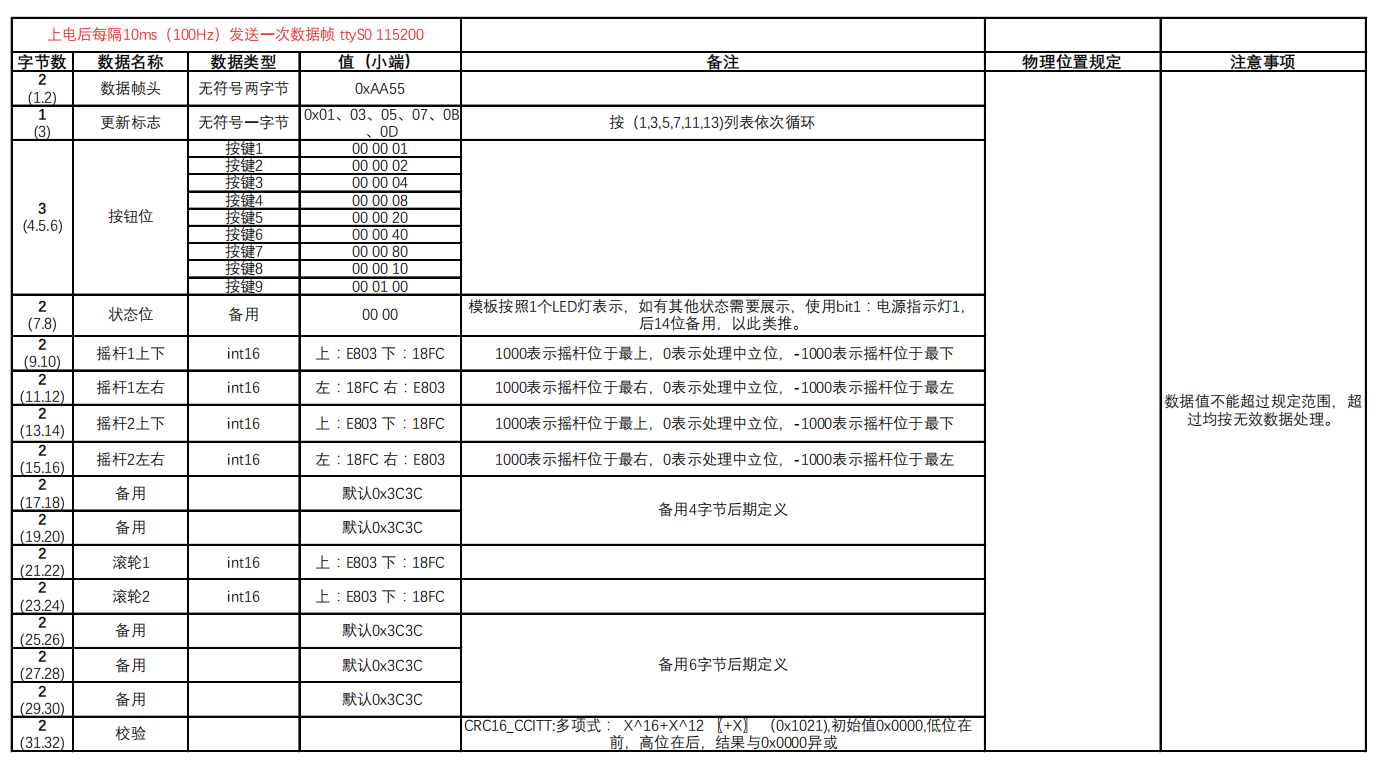 上电后每隔10ms（100Hz）发送一次数据帧 ttyS0 115200
字节数 数据名称 数据类型 值（小端） 备注 物理位置规定 注意事项
2
(1.2) 数据帧头 无符号两字节 0xAA55
1
(3) 更新标志 无符号一字节 0x01、03、05、07、0B
、0D 按（1,3,5,7,11,13)列表依次循环
3
(4.5.6) 按钮位
按键1 00 00 01
按键2 00 00 02
按键3 00 00 04
按键4 00 00 08
按键5 00 00 20
按键6 00 00 40
按键7 00 00 80
按键8 00 00 10
按键9 00 01 00
2
(7.8) 状态位 备用 00 00 模板按照1个LED灯表示，如有其他状态需要展示，使用bit1：电源指示灯1，
后14位备用，以此类推。
2
(9.10) 摇杆1上下 int16 上：E803 下：18FC 1000表示摇杆位于最上，0表示处理中立位，-1000表示摇杆位于最下
2
(11.12) 摇杆1左右 int16 左：18FC 右：E803 1000表示摇杆位于最右，0表示处理中立位，-1000表示摇杆位于最左
2
(13.14) 摇杆2上下 int16 上：E803 下：18FC 1000表示摇杆位于最上，0表示处理中立位，-1000表示摇杆位于最下
2
(15.16) 摇杆2左右 int16 左：18FC 右：E803 1000表示摇杆位于最右，0表示处理中立位，-1000表示摇杆位于最左
数据值不能超过规定范围，超
过均按无效数据处理。
2
(17.18) 备用 默认0x3C3C
备用4字节后期定义
2
(19.20) 备用 默认0x3C3C
2
(21.22) 滚轮1 int16 上：E803 下：18FC
2
(23.24) 滚轮2 int16 上：E803 下：18FC
2
(25.26) 备用 默认0x3C3C
2
(27.28) 备用 默认0x3C3C 备用6字节后期定义
2
(29.30) 备用 默认0x3C3C
2
(31.32) 校验 CRC16_CCITT:多项式： X^16+X^12 〖+X〗 （0x1021),初始值0x0000,低位在
前，高位在后，结果与0x0000异或